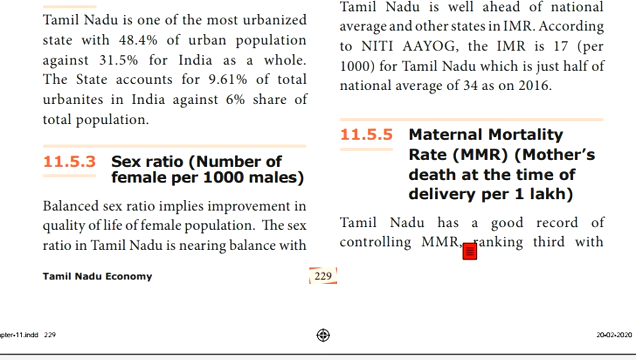 Tamil Nadu is one of the most urbanized
state with 48.4% of urban population
against 31.5% for India as a whole.
The State accounts for 9.61% of total
urbanites in India against 6% share of
total population.
11.5.3 Sex ratio (Number of
female per 1000 males)
Balanced sex ratio implies improvement in
quality of life of female population. The sex
ratio in Tamil Nadu is nearing balance with
Tamil Nadu is well ahead of national
average and other states in IMR. According
to NITI AAYOG, the IMR is 17 (per
1000) for Tamil Nadu which is just half of
national average of 34 as on 2016.
11.5.5 Maternal Mortality
Rate (MMR) (Mother's
death at the time of
delivery per 1 lakh)
Tamil Nadu has a good record of
controlling MMR, ranking third with
Tamil Nadu Economy
229
pter-11.indd 229
20-02-2020